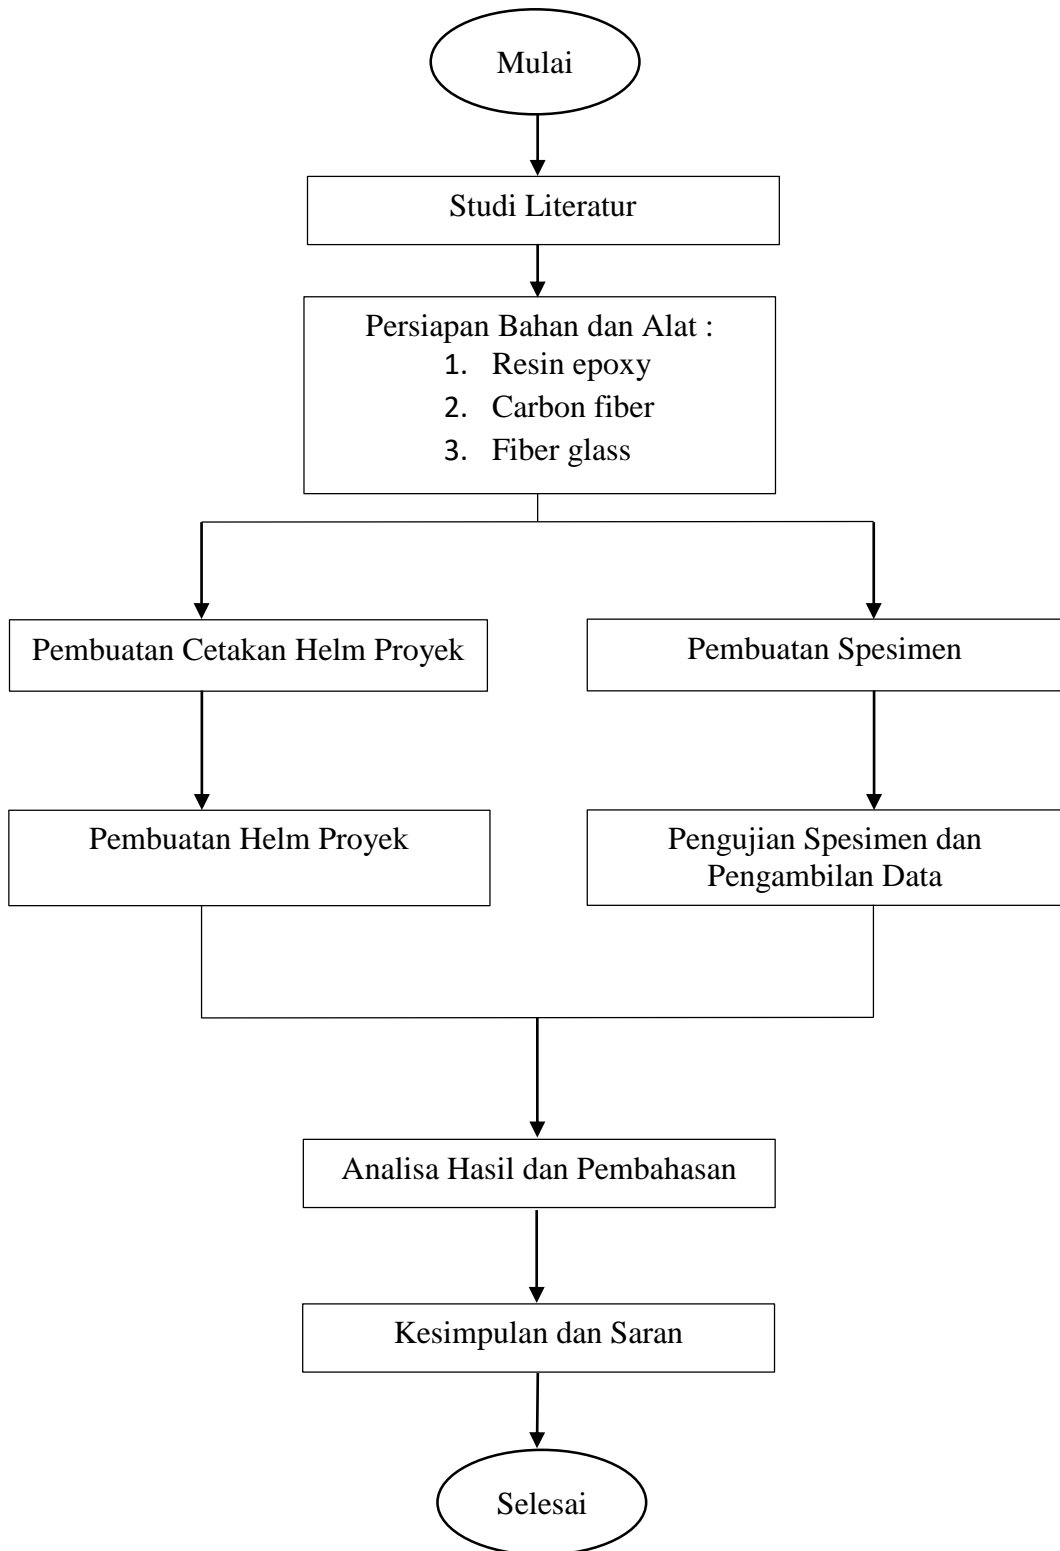 Mulai
Studi Literatur
Persiapan Bahan dan Alat :
1. Resin epoxy
2. Carbon fiber
3. Fiber glass
Pembuatan Cetakan Helm Proyek
Pembuatan Spesimen
Pembuatan Helm Proyek
Pengujian Spesimen dan
Pengambilan Data
Analisa Hasil dan Pembahasan
Kesimpulan dan Saran
Selesai